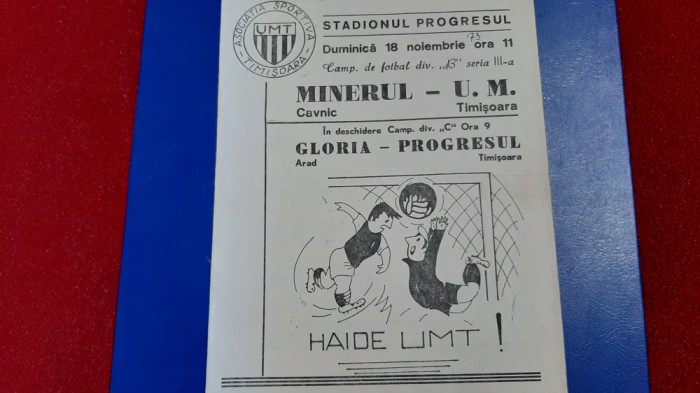 ASOCIAȚIA SPORTIVĂ
UMT
TIMIȘOARA
STADIONUL PROGRESUL
Duminică 18 noiembrie '73 ora 11
Camp. de fotbal div. „B" seria III-a
MINERUL – U. M.
Cavnic Timișoara
În deschidere Camp. div. „C" Ora 9
GLORIA – PROGRESUL
Arad Timișoara
HAIDE UMT !